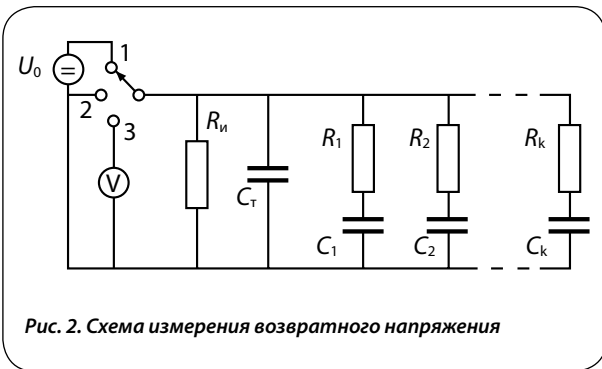 U₀
=
1
2
3
V
Rи
Cт
R₁
R₂
Rk
C₁
C₂
Ck
Рис. 2. Схема измерения возвратного напряжения